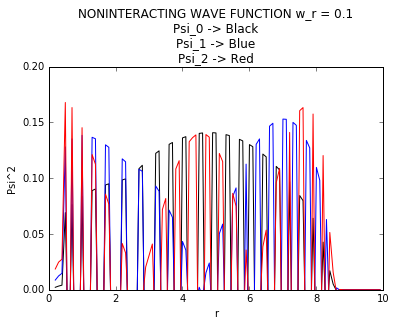 NONINTERACTING WAVE FUNCTION w_r = 0.1
Psi_0 -> Black
Psi_1 -> Blue
Psi_2 -> Red
0.20
0.15
0.10
0.05
0.00
Psi^2
0 2 4 6 8 10
r